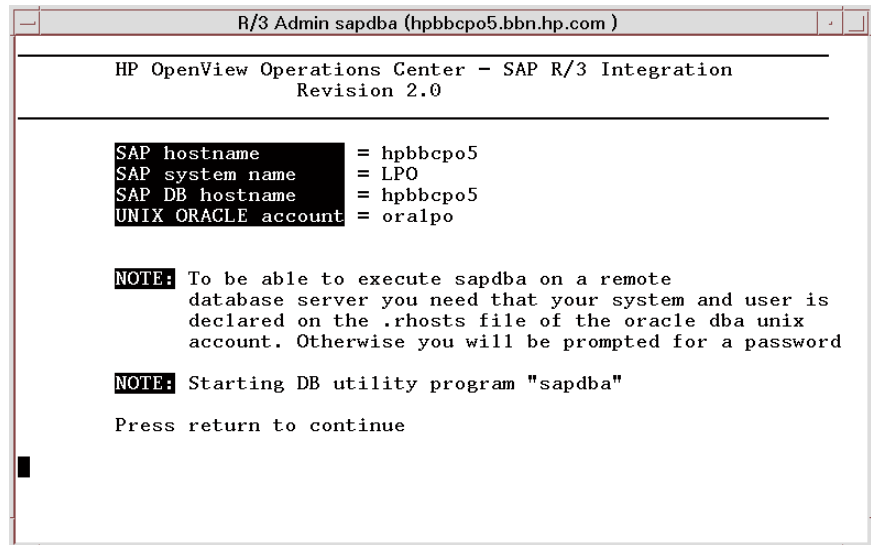 R/3 Admin sapdba (hpbbcpo5.bbn.hp.com )
HP OpenView Operations Center - SAP R/3 Integration
Revision 2.0
SAP hostname = hpbbcpo5
SAP system name = LPO
SAP DB hostname = hpbbcpo5
UNIX ORACLE account = oralpo
NOTE: To be able to execute sapdba on a remote
database server you need that your system and user is
declared on the .rhosts file of the oracle dba unix
account. Otherwise you will be prompted for a password
NOTE: Starting DB utility program "sapdba"
Press return to continue